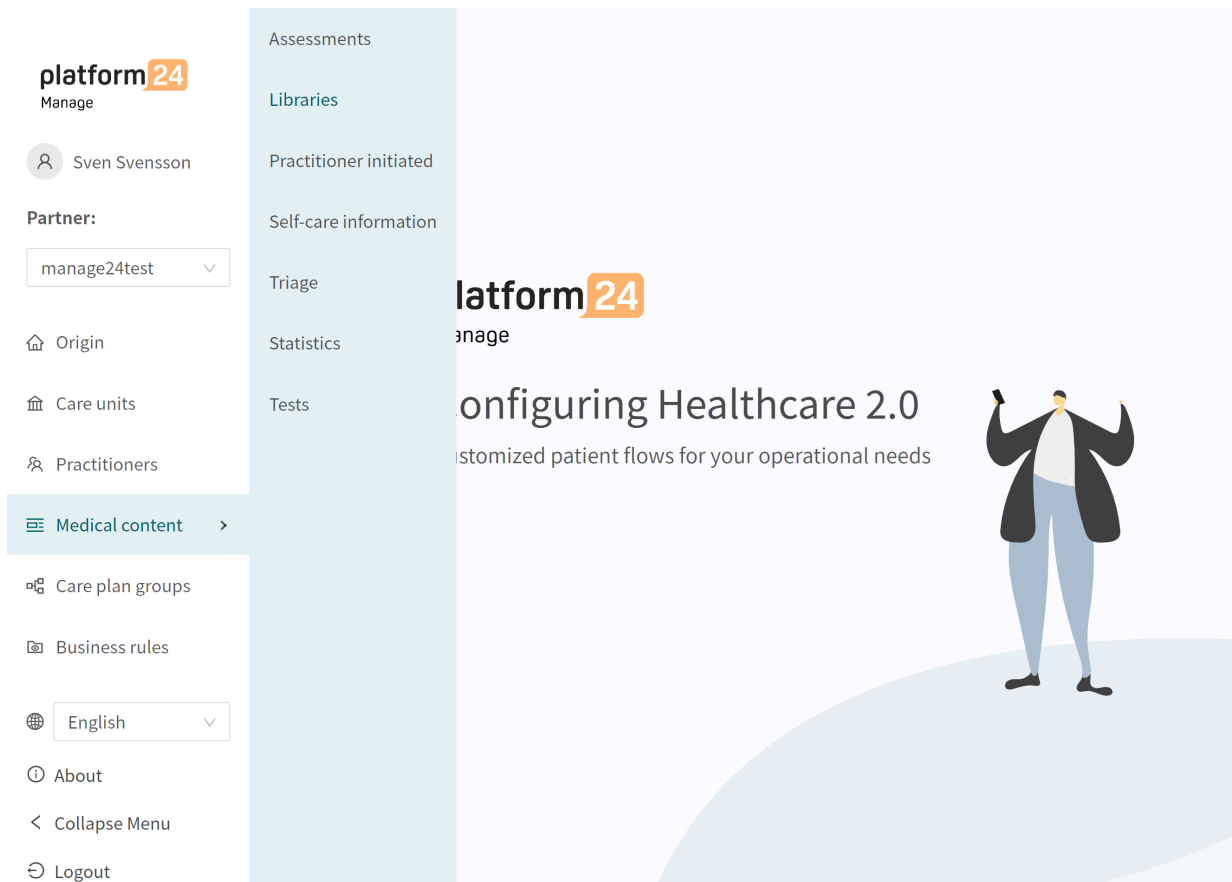 platform24
Manage
Sven Svensson
Partner:
manage24test
Origin
Care units
Practitioners
Medical content
Care plan groups
Business rules
English
About
Collapse Menu
Logout
Assessments
Libraries
Practitioner initiated
Self-care information
Triage
Statistics
Tests
latform24
anage
onfiguring Healthcare 2.0
stomized patient flows for your operational needs